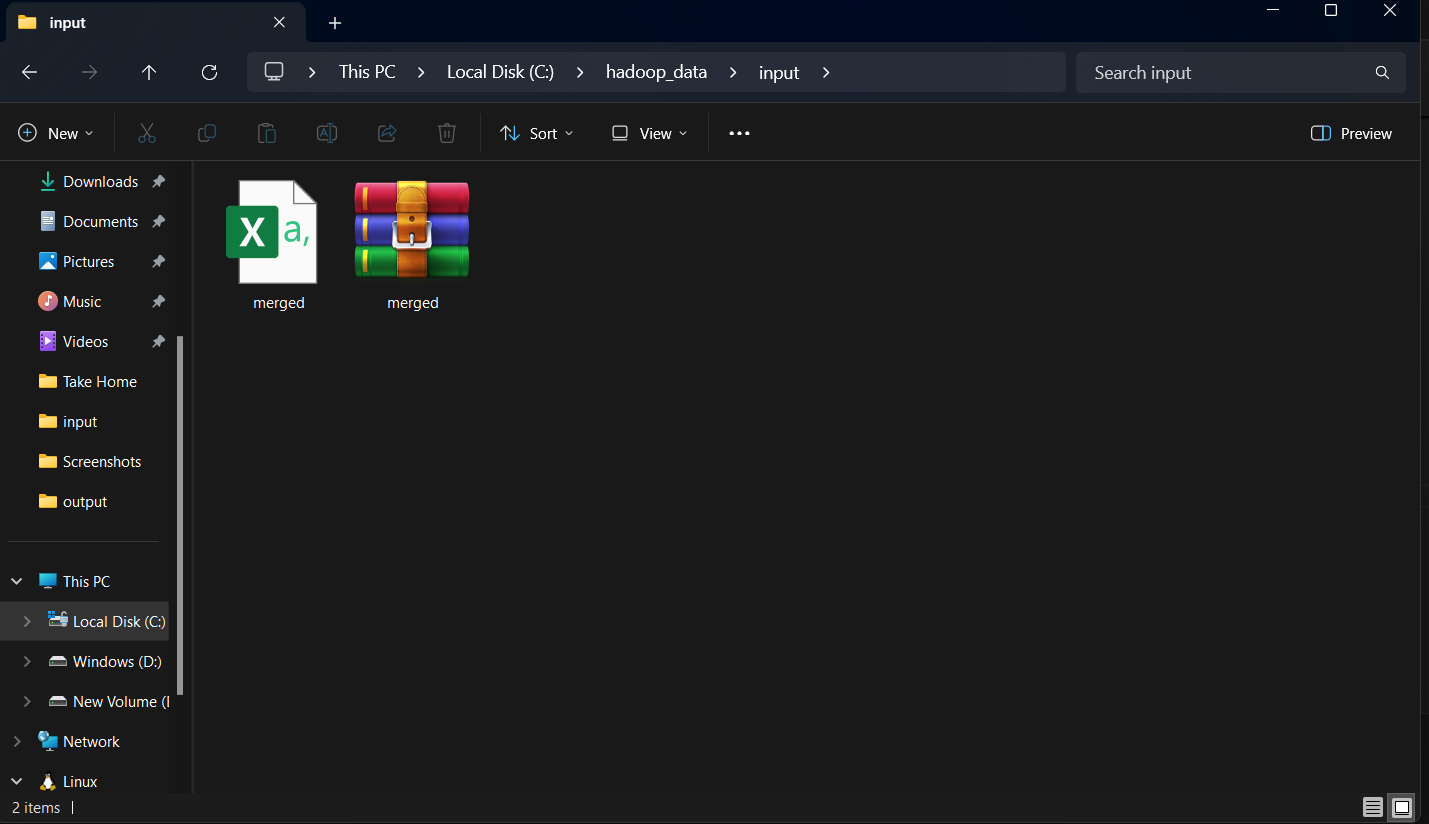 input
This PC > Local Disk (C:) > hadoop_data > input >
Search input
New
Sort
View
Preview
Downloads
Documents
Pictures
Music
Videos
Take Home
input
Screenshots
output
This PC
Local Disk (C:)
Windows (D:)
New Volume (
Network
Linux
X a,
merged
merged
2 items